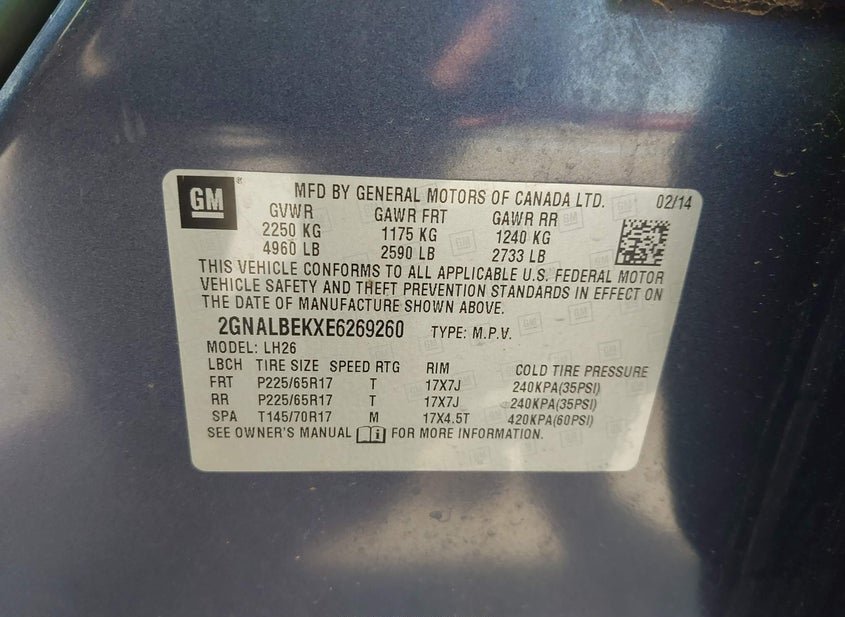 GM
MFD BY GENERAL MOTORS OF CANADA LTD. 02/14
GVWR GAWR FRT GAWR RR
2250 KG 1175 KG 1240 KG
4960 LB 2590 LB 2733 LB
THIS VEHICLE CONFORMS TO ALL APPLICABLE U.S. FEDERAL MOTOR
VEHICLE SAFETY AND THEFT PREVENTION STANDARDS IN EFFECT ON
THE DATE OF MANUFACTURE SHOWN ABOVE.
2GNALBEKXE6269260 TYPE: M.P.V.
MODEL: LH26
LBCH TIRE SIZE SPEED RTG RIM COLD TIRE PRESSURE
FRT P225/65R17 T 17X7J 240KPA(35PSI)
RR P225/65R17 T 17X7J 240KPA(35PSI)
SPA T145/70R17 M 17X4.5T 420KPA(60PSI)
SEE OWNER'S MANUAL FOR MORE INFORMATION.